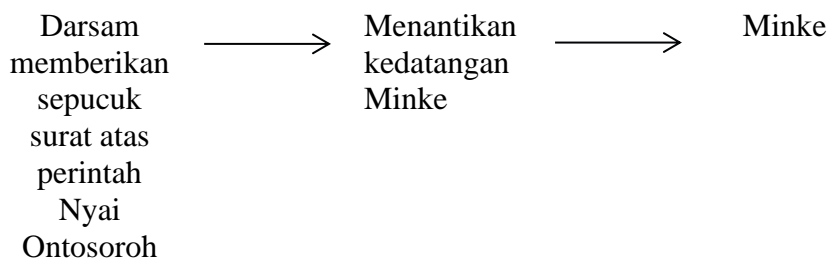 Darsam
memberikan
sepucuk
surat atas
perintah
Nyai
Ontosoroh
Menantikan
kedatangan
Minke
Minke